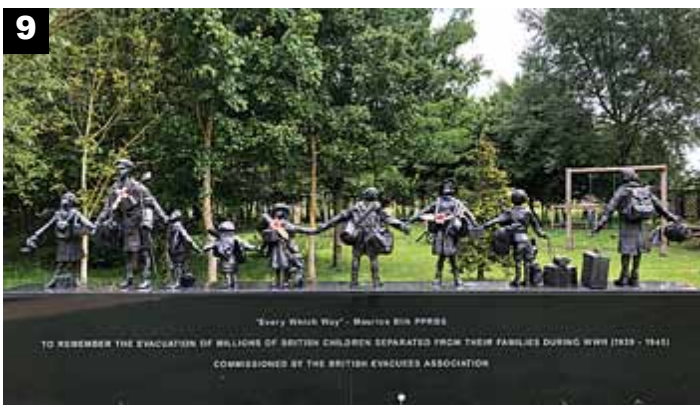 9
"Every Which Way" - Maurice Blik PPRBS
TO REMEMBER THE EVACUATION OF MILLIONS OF BRITISH CHILDREN SEPARATED FROM THEIR FAMILIES DURING WWII (1939 - 1945)
COMMISSIONED BY THE BRITISH EVACUEES ASSOCIATION